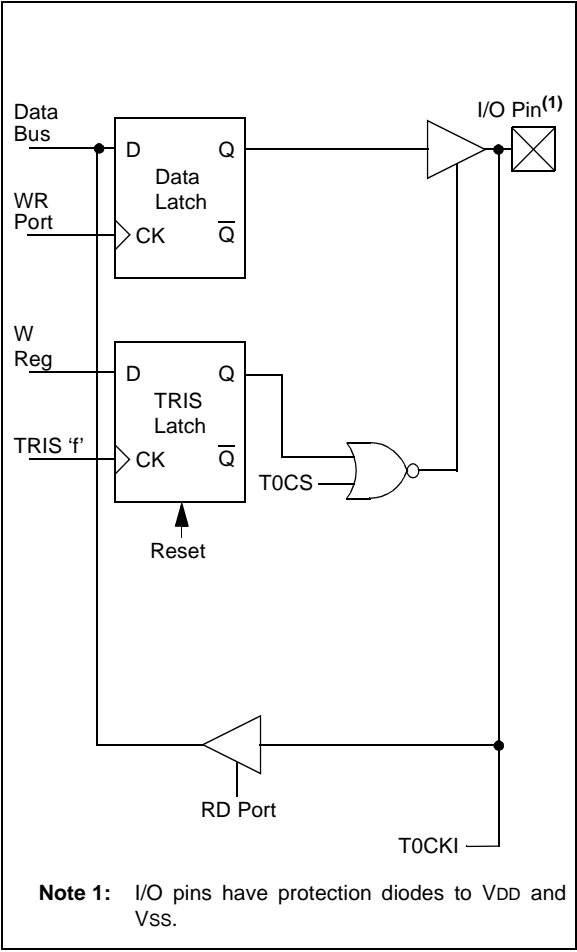 I/O Pin(1)
Data
Bus
D Q
Data
Latch
WR
Port
CK Q̅
W
Reg
D Q
TRIS
Latch
TRIS ‘f’
CK Q̅
T0CS
Reset
RD Port
T0CKI
Note 1: I/O pins have protection diodes to VDD and
VSS.